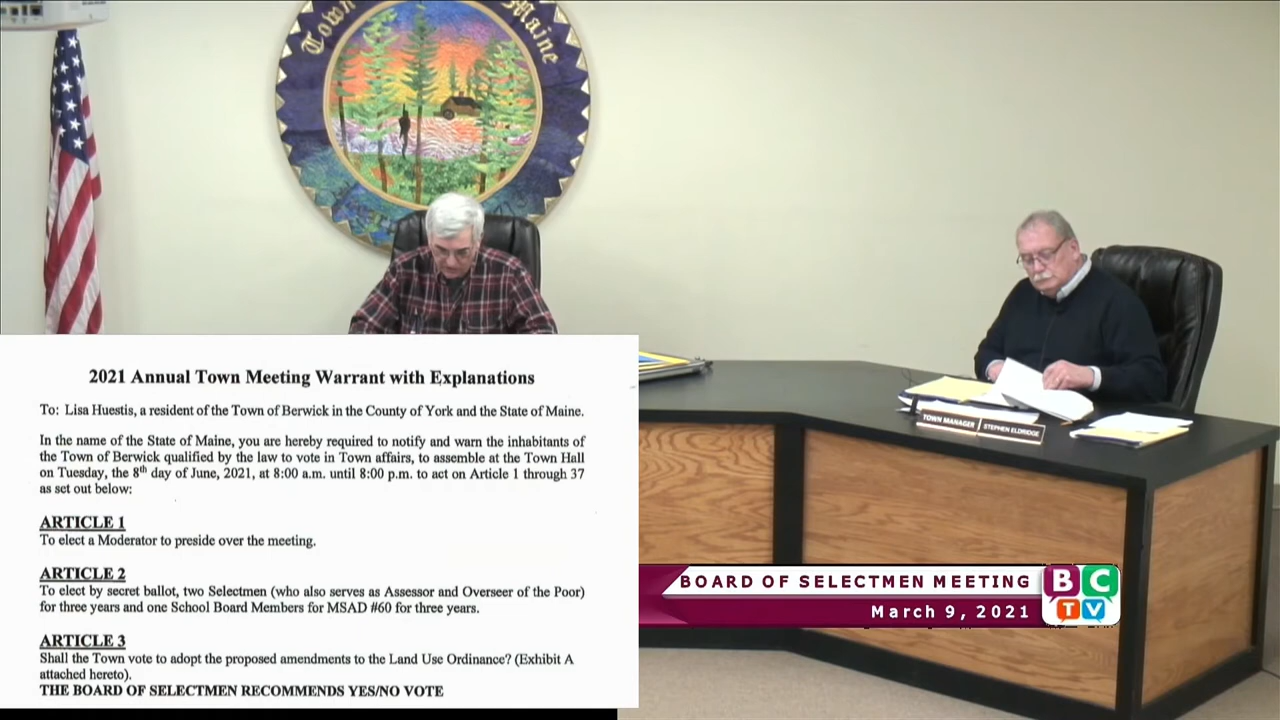 Town
Maine
2021 Annual Town Meeting Warrant with Explanations
To: Lisa Huestis, a resident of the Town of Berwick in the County of York and the State of Maine.
In the name of the State of Maine, you are hereby required to notify and warn the inhabitants of
the Town of Berwick qualified by the law to vote in Town affairs, to assemble at the Town Hall
on Tuesday, the 8th day of June, 2021, at 8:00 a.m. until 8:00 p.m. to act on Article 1 through 37
as set out below:
ARTICLE 1
To elect a Moderator to preside over the meeting.
ARTICLE 2
To elect by secret ballot, two Selectmen (who also serves as Assessor and Overseer of the Poor)
for three years and one School Board Members for MSAD #60 for three years.
ARTICLE 3
Shall the Town vote to adopt the proposed amendments to the Land Use Ordinance? (Exhibit A
attached hereto).
THE BOARD OF SELECTMEN RECOMMENDS YES/NO VOTE
TOWN MANAGER STEPHEN ELDRIDGE
BOARD OF SELECTMEN MEETING
March 9, 2021
BCTV